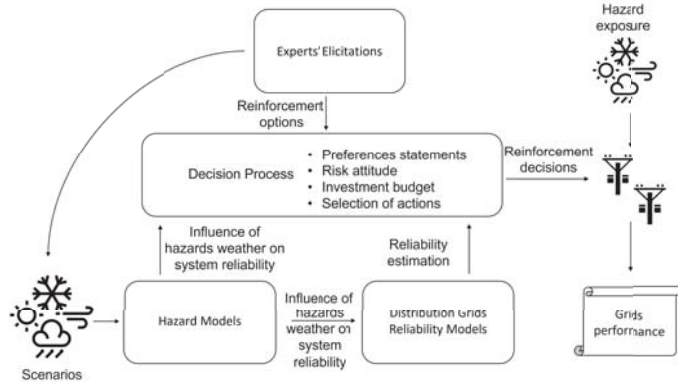 Hazard
exposure
Experts' Elicitations
Reinforcement
options
Decision Process
• Preferences statements
• Risk attitude
• Investment budget
• Selection of actions
Reinforcement
decisions
Influence of
hazards weather on
system reliability
Reliability
estimation
Hazard Models
Influence of
hazards
weather on
system
reliability
Distribution Grids
Reliability Models
Grids
performance
Scenarios